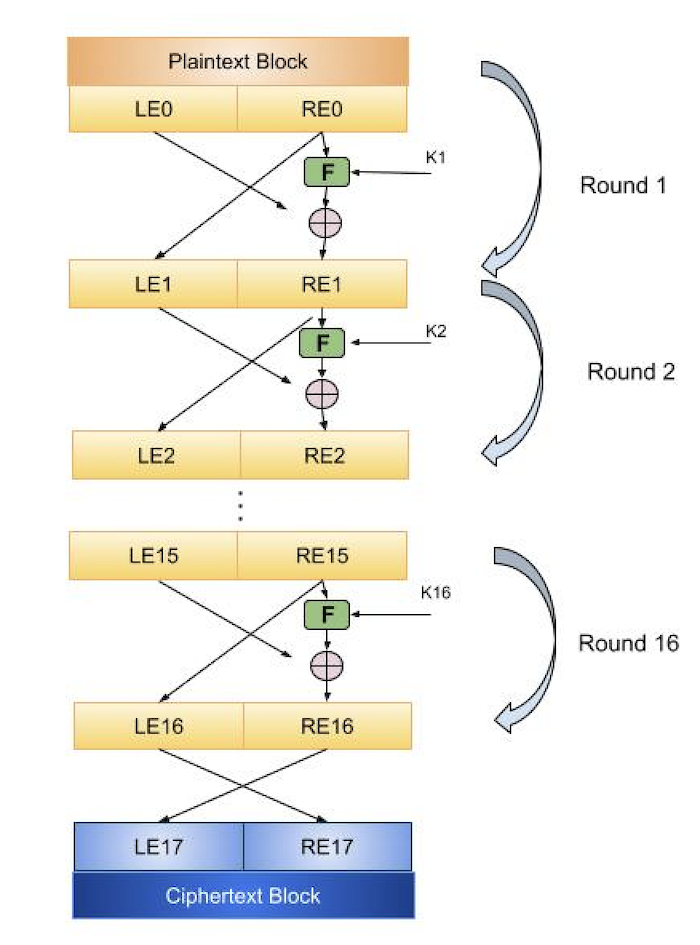 Plaintext Block
LE0 RE0
K1
F
Round 1
LE1 RE1
K2
F
Round 2
LE2 RE2
LE15 RE15
K16
F
Round 16
LE16 RE16
LE17 RE17
Ciphertext Block